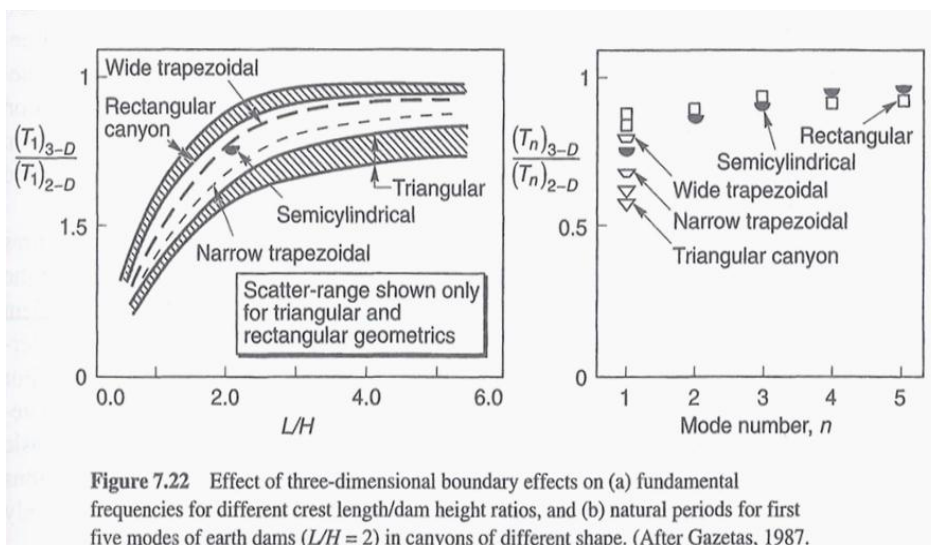 1
Wide trapezoidal
Rectangular
canyon
(T₁)₃₋D
(T₁)₂₋D
1.5
Triangular
Semicylindrical
Narrow trapezoidal
Scatter-range shown only
for triangular and
rectangular geometrics
0
0.0 2.0 4.0 6.0
L/H
1
(Tₙ)₃₋D
(Tₙ)₂₋D
Rectangular
Semicylindrical
Wide trapezoidal
0.5
Narrow trapezoidal
Triangular canyon
0
1 2 3 4 5
Mode number, n
Figure 7.22 Effect of three-dimensional boundary effects on (a) fundamental
frequencies for different crest length/dam height ratios, and (b) natural periods for first
five modes of earth dams (L/H = 2) in canyons of different shape. (After Gazetas, 1987.